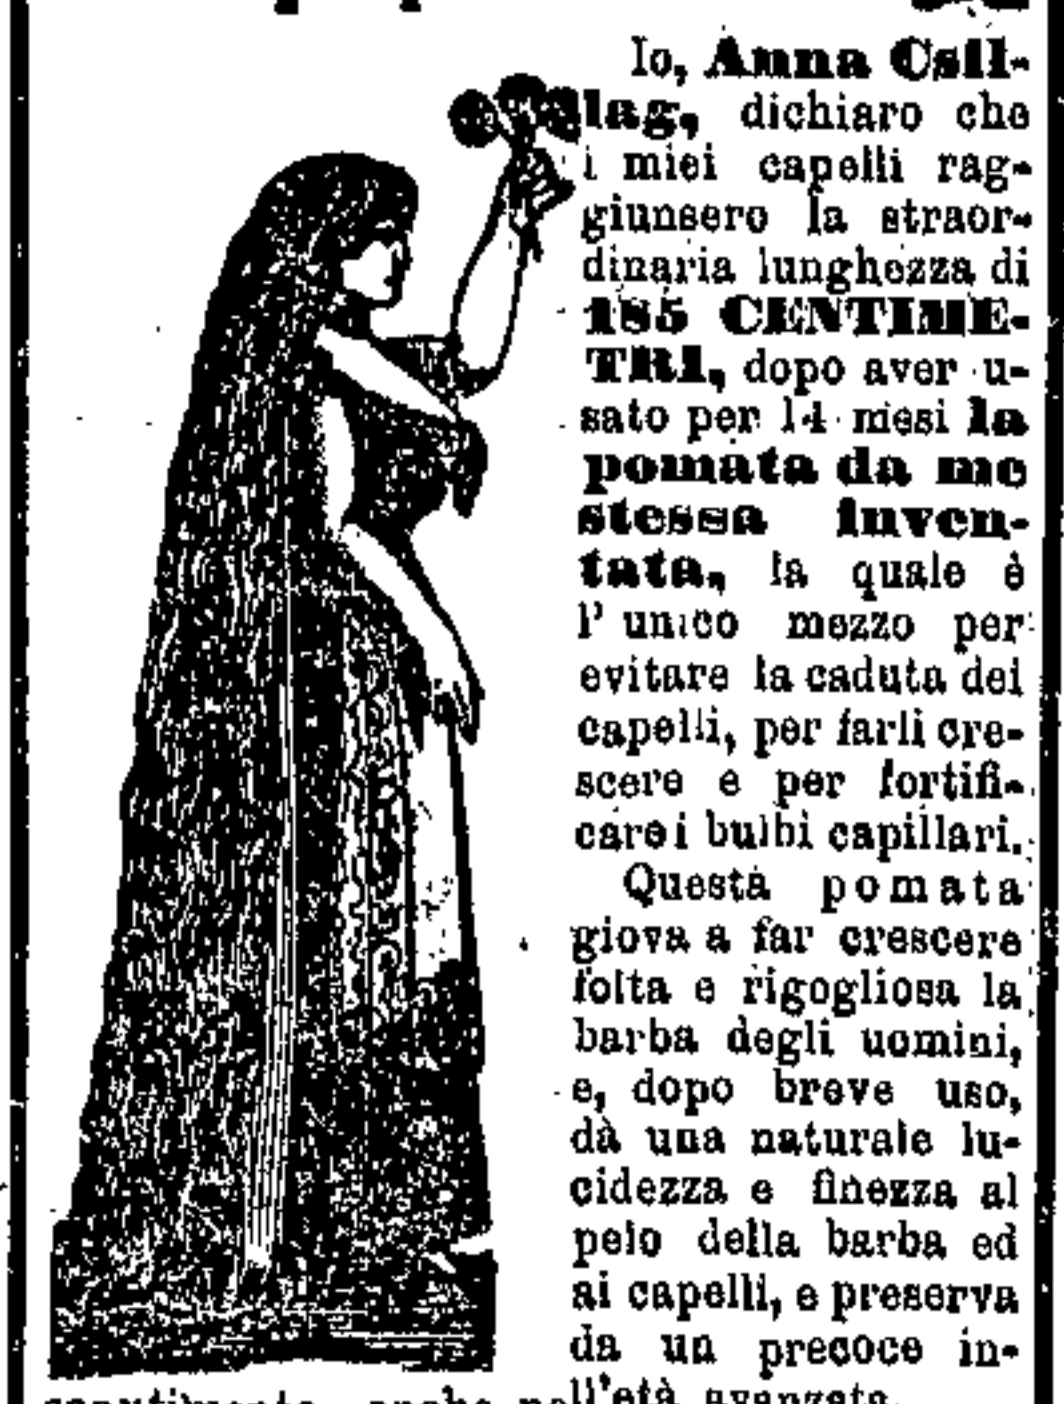 Io, Anna Csil-
lag, dichiaro che
i miei capelli rag-
giunsero la straor-
dinaria lunghezza di
185 CENTIME-
TRI, dopo aver u-
sato per 14 mesi la
pomata da me
stessa inven-
tata, la quale è
l' unico mezzo per
evitare la caduta dei
capelli, per farli cre-
scere e per fortifi-
care i bulbi capillari.
Questa pomata
giova a far crescere
folta e rigogliosa la
barba degli uomini,
e, dopo breve uso,
dà una naturale lu-
cidezza e finezza al
pelo della barba ed
ai capelli, e preserva
da un precoce in-
canutimento anche nell'età avanzata.